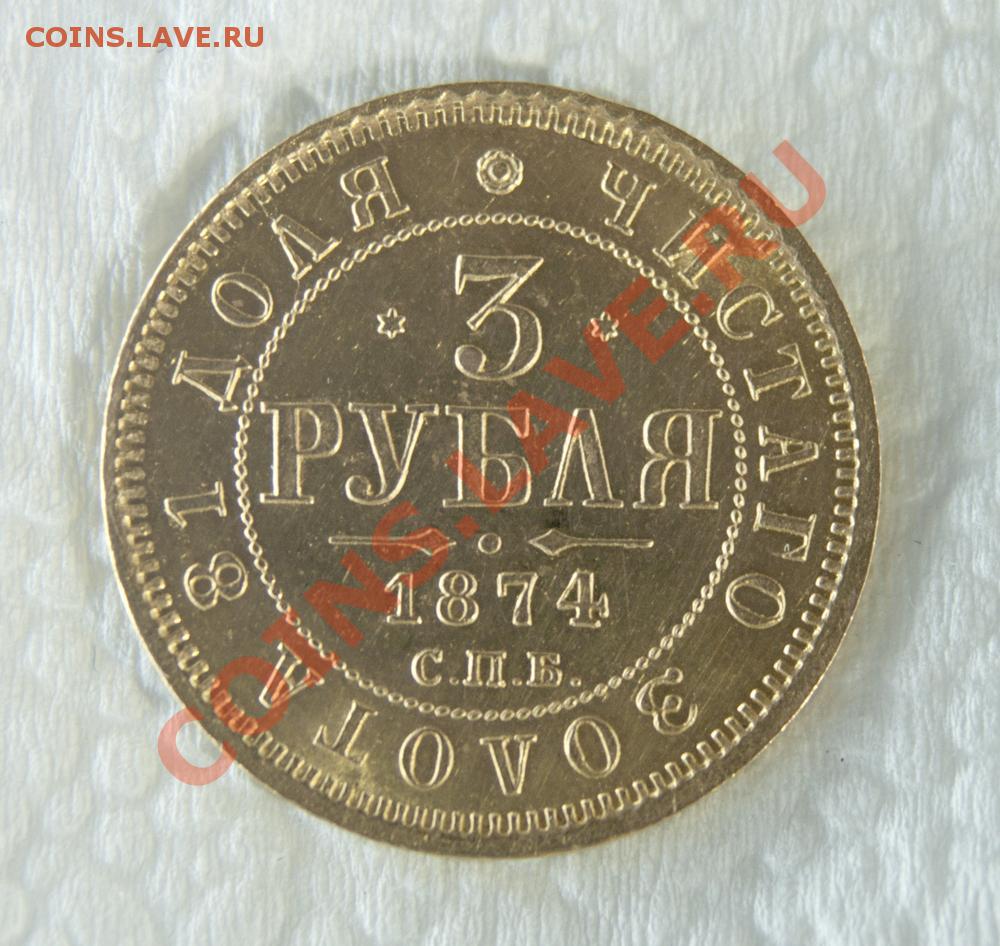 COINS.LAVE.RU
ЧИСТАГО ЗОЛОТА 81 ДОЛЯ
3
РУБЛЯ
1874
С.П.Б.
COINS.LAVE.RU